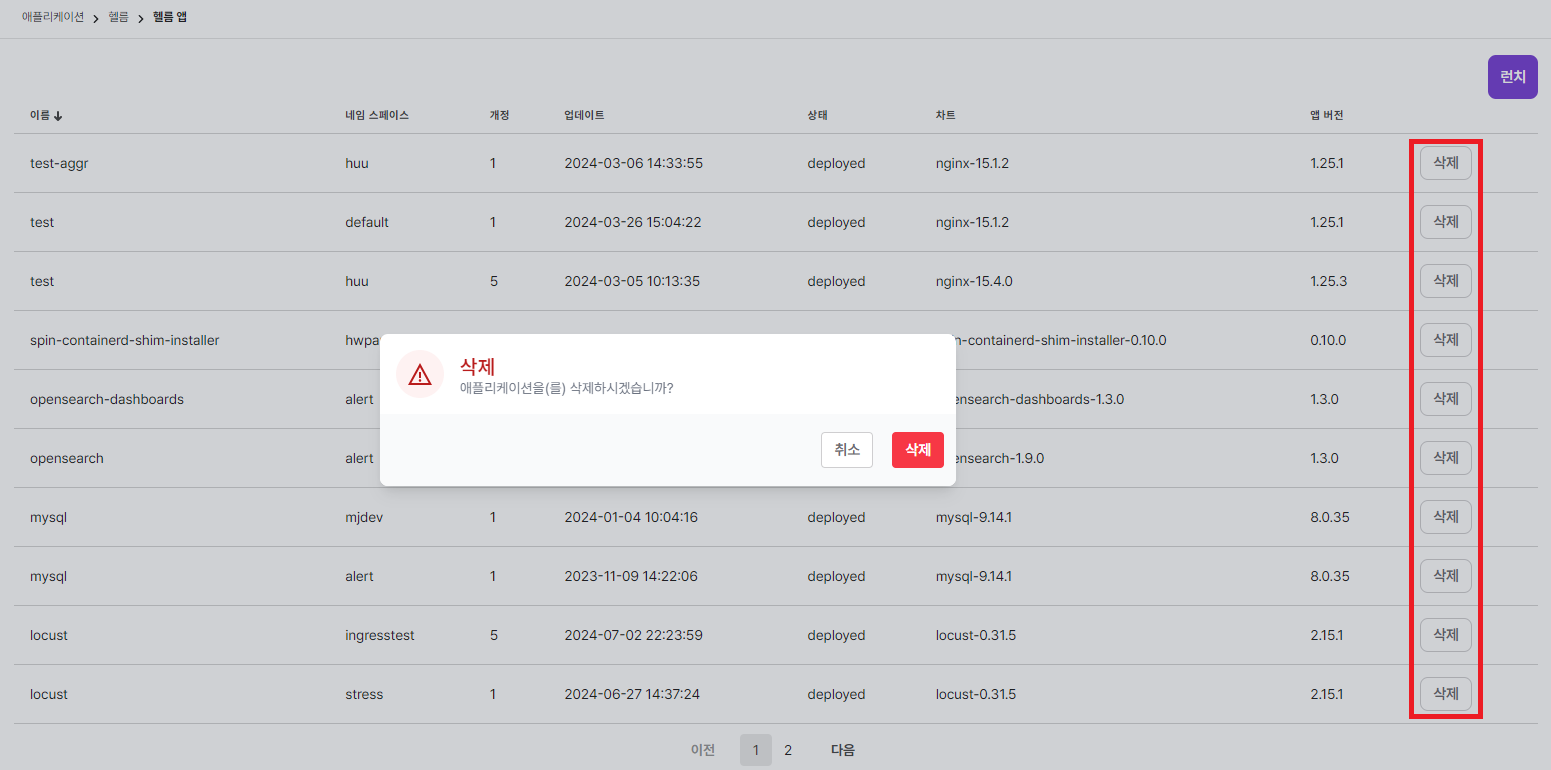 애플리케이션 > 헬름 > 헬름 앱
런치
이름 네임 스페이스 개정 업데이트 상태 차트 앱 버전
test-aggr huu 1 2024-03-06 14:33:55 deployed nginx-15.1.2 1.25.1 삭제
test default 1 2024-03-26 15:04:22 deployed nginx-15.1.2 1.25.1 삭제
test huu 5 2024-03-05 10:13:35 deployed nginx-15.4.0 1.25.3 삭제
spin-containerd-shim-installer hwpa n-containerd-shim-installer-0.10.0 0.10.0 삭제
삭제
애플리케이션을(를) 삭제하시겠습니까?
opensearch-dashboards alert ensearch-dashboards-1.3.0 1.3.0 삭제
취소 삭제
opensearch alert ensearch-1.9.0 1.3.0 삭제
mysql mjdev 1 2024-01-04 10:04:16 deployed mysql-9.14.1 8.0.35 삭제
mysql alert 1 2023-11-09 14:22:06 deployed mysql-9.14.1 8.0.35 삭제
locust ingresstest 5 2024-07-02 22:23:59 deployed locust-0.31.5 2.15.1 삭제
locust stress 1 2024-06-27 14:37:24 deployed locust-0.31.5 2.15.1 삭제
이전 1 2 다음